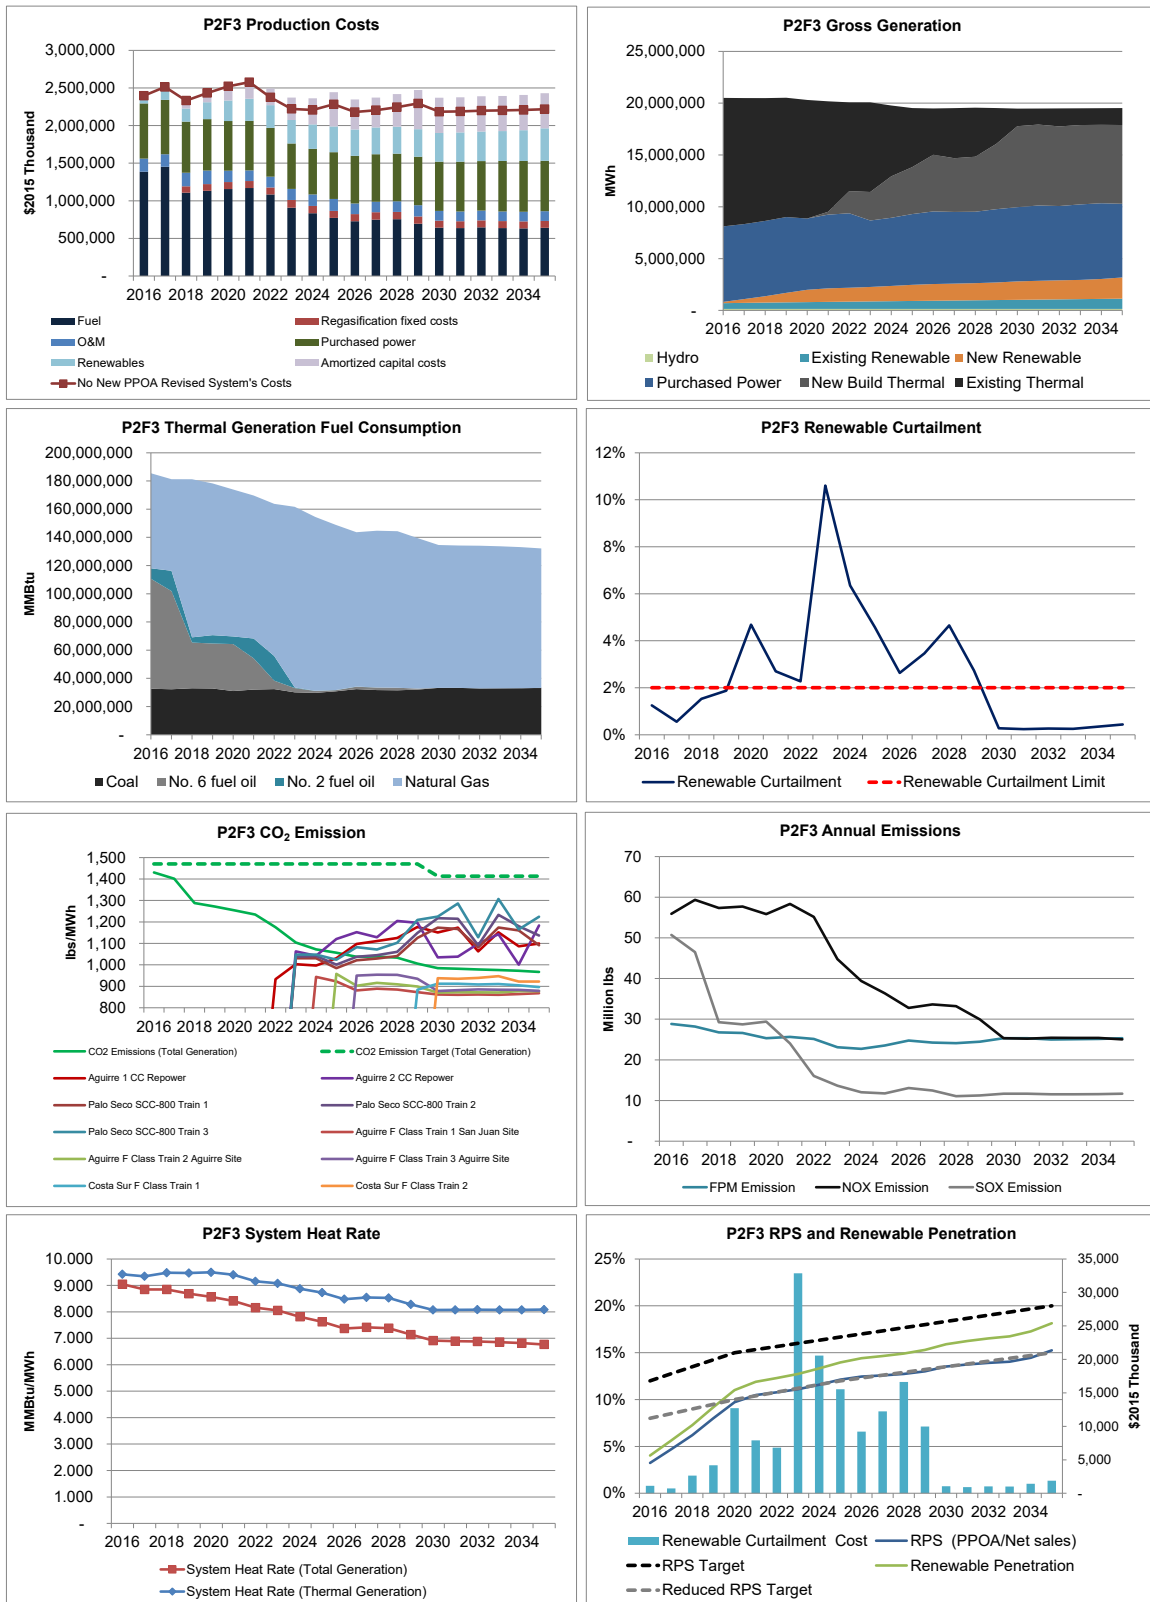 P2F3 Production Costs
3,000,000
2,500,000
2,000,000
1,500,000
1,000,000
500,000
-
$2015 Thousand
2016 2018 2020 2022 2024 2026 2028 2030 2032 2034
Fuel
Regasification fixed costs
O&M
Purchased power
Renewables
Amortized capital costs
No New PPOA Revised System's Costs
P2F3 Gross Generation
25,000,000
20,000,000
15,000,000
10,000,000
5,000,000
-
MWh
2016 2018 2020 2022 2024 2026 2028 2030 2032 2034
Hydro
Existing Renewable
New Renewable
Purchased Power
New Build Thermal
Existing Thermal
P2F3 Thermal Generation Fuel Consumption
200,000,000
180,000,000
160,000,000
140,000,000
120,000,000
100,000,000
80,000,000
60,000,000
40,000,000
20,000,000
-
MMBtu
2016 2018 2020 2022 2024 2026 2028 2030 2032 2034
Coal
No. 6 fuel oil
No. 2 fuel oil
Natural Gas
P2F3 Renewable Curtailment
12%
10%
8%
6%
4%
2%
0%
2016 2018 2020 2022 2024 2026 2028 2030 2032 2034
Renewable Curtailment
Renewable Curtailment Limit
P2F3 CO2 Emission
1,500
1,400
1,300
1,200
1,100
1,000
900
800
lbs/MWh
2016 2018 2020 2022 2024 2026 2028 2030 2032 2034
CO2 Emissions (Total Generation)
CO2 Emission Target (Total Generation)
Aguirre 1 CC Repower
Aguirre 2 CC Repower
Palo Seco SCC-800 Train 1
Palo Seco SCC-800 Train 2
Palo Seco SCC-800 Train 3
Aguirre F Class Train 1 San Juan Site
Aguirre F Class Train 2 Aguirre Site
Aguirre F Class Train 3 Aguirre Site
Costa Sur F Class Train 1
Costa Sur F Class Train 2
P2F3 Annual Emissions
70
60
50
40
30
20
10
-
Million lbs
2016 2018 2020 2022 2024 2026 2028 2030 2032 2034
FPM Emission
NOX Emission
SOX Emission
P2F3 System Heat Rate
10.000
9.000
8.000
7.000
6.000
5.000
4.000
3.000
2.000
1.000
-
MMBtu/MWh
2016 2018 2020 2022 2024 2026 2028 2030 2032 2034
System Heat Rate (Total Generation)
System Heat Rate (Thermal Generation)
P2F3 RPS and Renewable Penetration
25%
20%
15%
10%
5%
0%
35,000
30,000
25,000
20,000
15,000
10,000
5,000
-
$2015 Thousand
2016 2018 2020 2022 2024 2026 2028 2030 2032 2034
Renewable Curtailment Cost
RPS (PPOA/Net sales)
RPS Target
Renewable Penetration
Reduced RPS Target